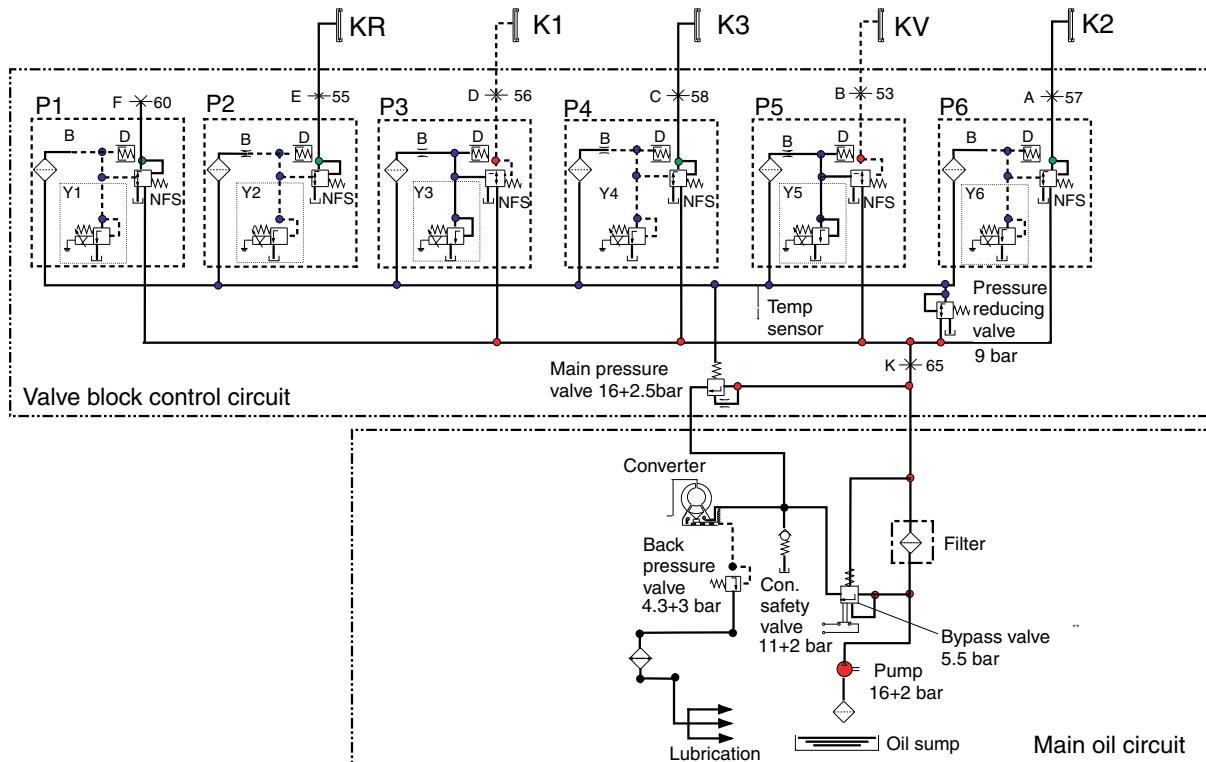 KR K1 K3 KV K2
F 60 E 55 D 56 C 58 B 53 A 57
P1 P2 P3 P4 P5 P6
B D B D B D B D B D B D
Y1 Y2 Y3 Y4 Y5 Y6
NFS NFS NFS NFS NFS NFS
Temp
sensor
Pressure
reducing
valve
9 bar
Main pressure
valve 16+2.5bar
K 65
Valve block control circuit
Converter
Filter
Back
pressure
valve
4.3+3 bar
Con.
safety
valve
11+2 bar
Bypass valve
5.5 bar
Pump
16+2 bar
Lubrication
Oil sump
Main oil circuit